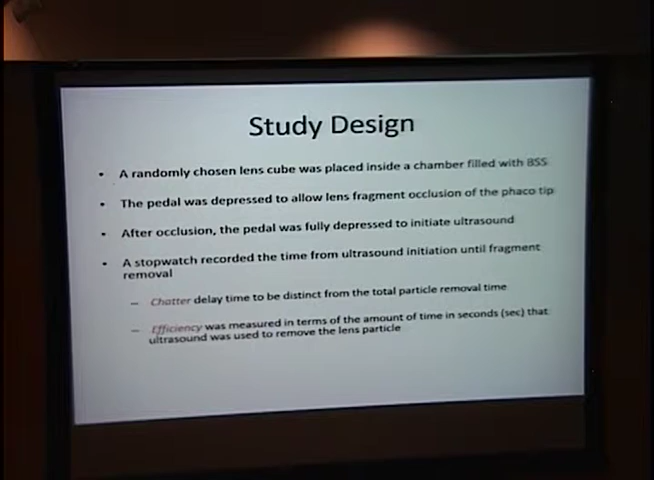 Study Design
• A randomly chosen lens cube was placed inside a chamber filled with BSS
• The pedal was depressed to allow lens fragment occlusion of the phaco tip
• After occlusion, the pedal was fully depressed to initiate ultrasound
• A stopwatch recorded the time from ultrasound initiation until fragment
removal
– Chatter delay time to be distinct from the total particle removal time
– Efficiency was measured in terms of the amount of time in seconds (sec) that
ultrasound was used to remove the lens particle